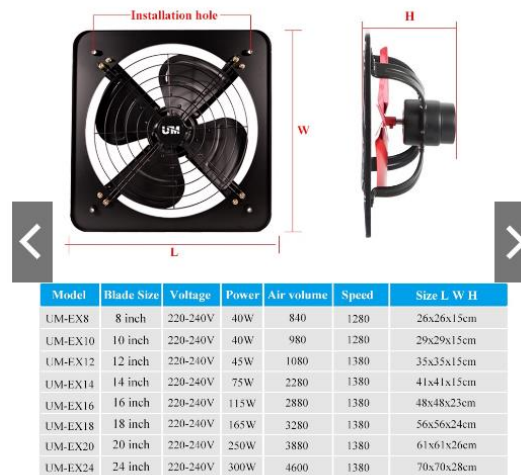 Installation hole
H
UM
W
L
Model Blade Size Voltage Power Air volume Speed Size L W H
UM-EX8 8 inch 220-240V 40W 840 1280 26x26x15cm
UM-EX10 10 inch 220-240V 40W 980 1280 29x29x15cm
UM-EX12 12 inch 220-240V 45W 1080 1380 35x35x15cm
UM-EX14 14 inch 220-240V 75W 2280 1380 41x41x15cm
UM-EX16 16 inch 220-240V 115W 2880 1380 48x48x23cm
UM-EX18 18 inch 220-240V 165W 3280 1380 56x56x24cm
UM-EX20 20 inch 220-240V 250W 3880 1380 61x61x26cm
UM-EX24 24 inch 220-240V 300W 4600 1380 70x70x28cm